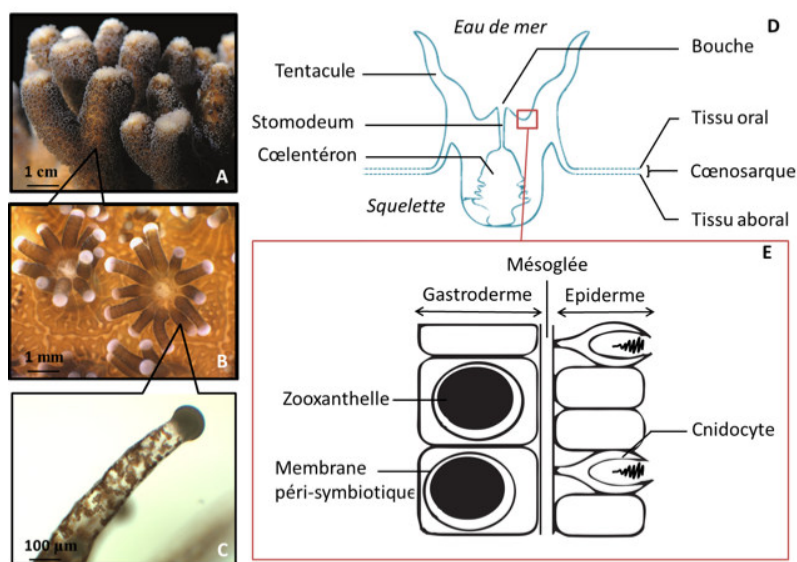 1 cm
A
1 mm
B
100 µm
C
Eau de mer
D
Bouche
Tentacule
Stomodeum
Cœlentéron
Squelette
Tissu oral
Cœnosarque
Tissu aboral
E
Mésoglée
Gastroderme
Epiderme
Zooxanthelle
Membrane
péri-symbiotique
Cnidocyte